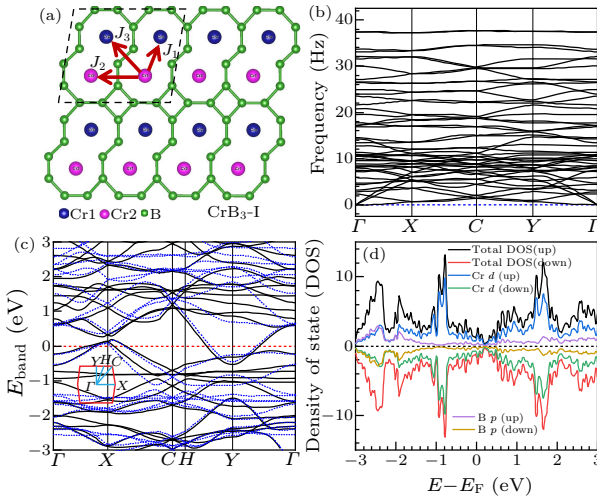 (a)
J3
J1
J2
Cr1 Cr2 B CrB3-I
(b)
Frequency (Hz)
40
30
20
10
0
Γ X C Y Γ
(c)
Eband (eV)
3
2
1
0
-1
-2
-3
YHC
Γ X
Γ X C H Y Γ
(d)
Density of state (DOS)
10
0
-10
Total DOS(up)
Total DOS(down)
Cr d (up)
Cr d (down)
B p (up)
B p (down)
-3 -2 -1 0 1 2 3
E-EF (eV)